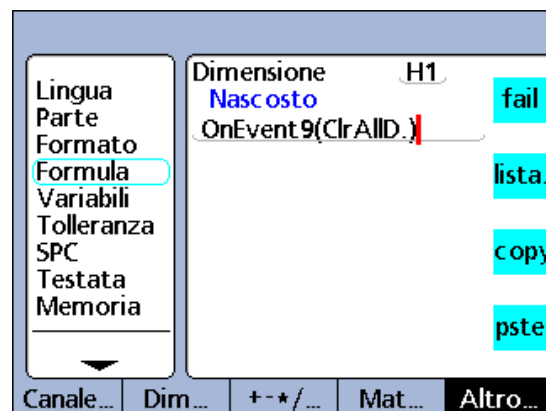 Lingua
Parte
Formato
Formula
Variabili
Tolleranza
SPC
Testata
Memoria
Dimensione H1
Nascosto
OnEvent9(ClrAllD.)
fail
lista.
copy
pste
Canale... Dim... +-*/... Mat... Altro...